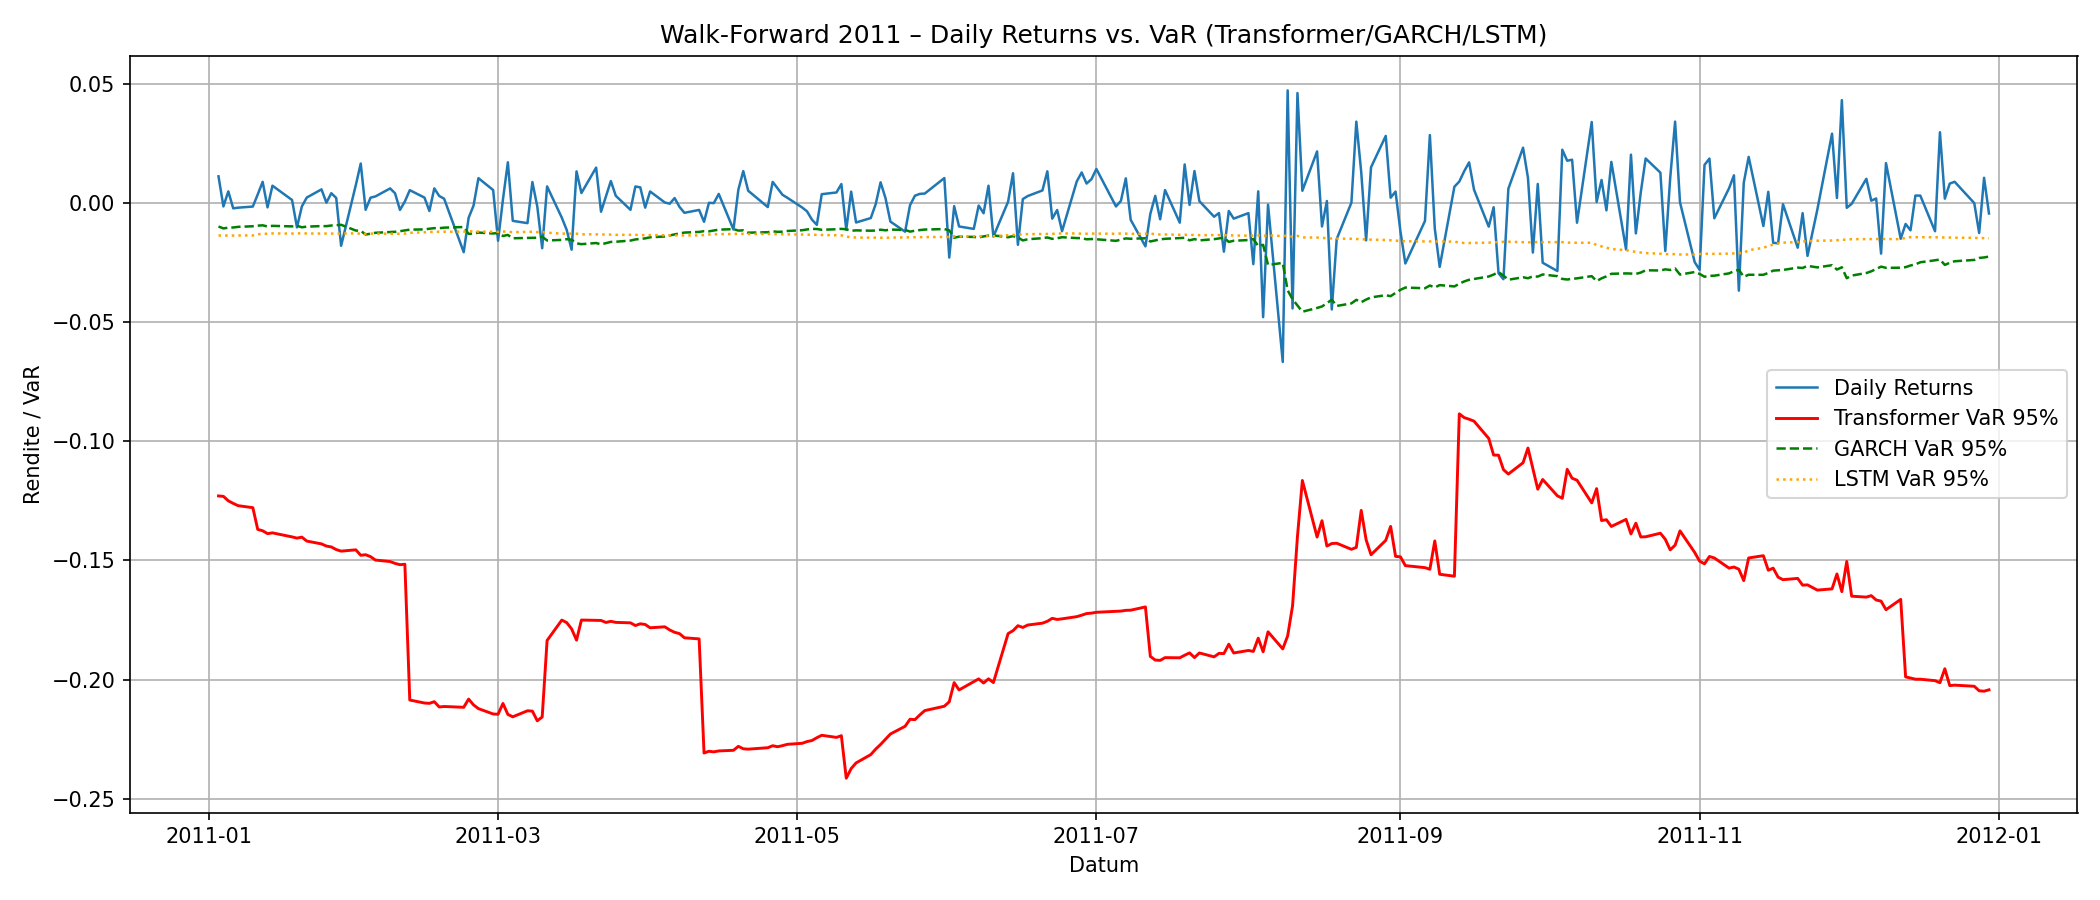 Walk-Forward 2011 – Daily Returns vs. VaR (Transformer/GARCH/LSTM)
Rendite / VaR
0.05
0.00
−0.05
−0.10
−0.15
−0.20
−0.25
Daily Returns
Transformer VaR 95%
GARCH VaR 95%
LSTM VaR 95%
2011-01 2011-03 2011-05 2011-07 2011-09 2011-11 2012-01
Datum